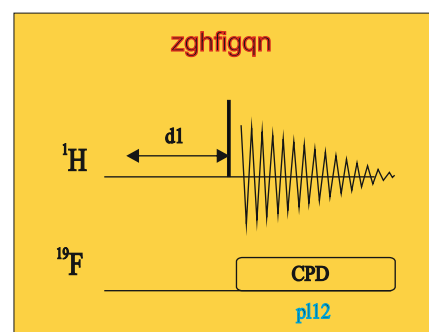 zghfigqn
d1
¹H
¹⁹F
CPD
pl12